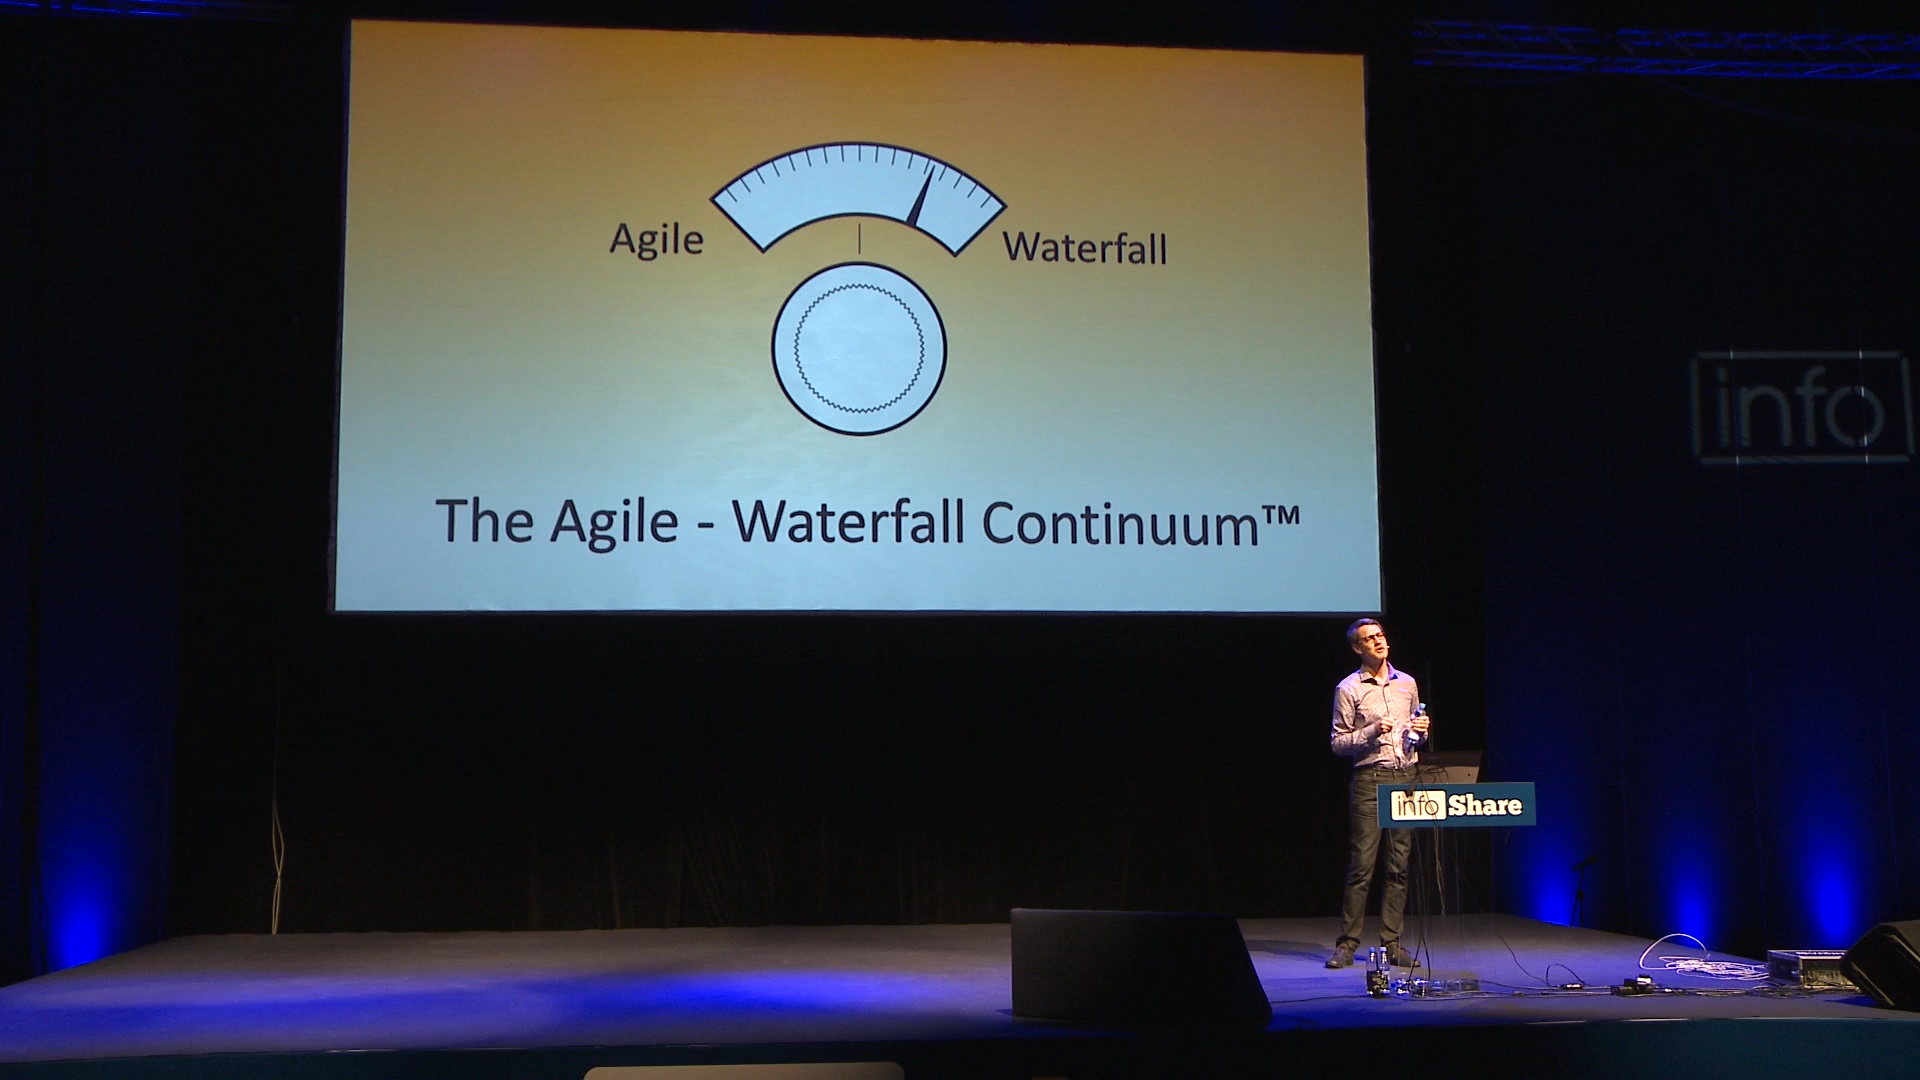 Agile
Waterfall
The Agile - Waterfall Continuum™
info
info Share